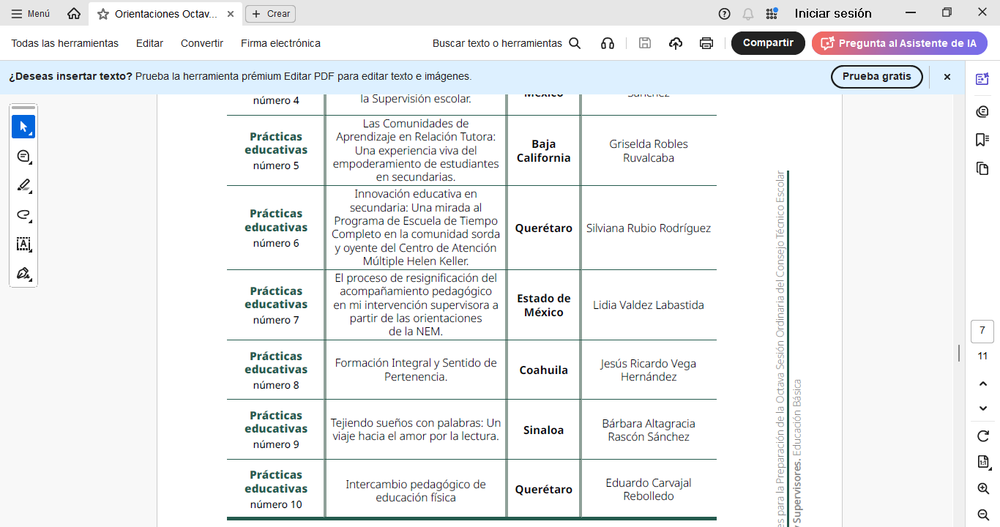 Menú
Orientaciones Octav...
Crear
Iniciar sesión
Todas las herramientas
Editar
Convertir
Firma electrónica
Buscar texto o herramientas
Compartir
Pregunta al Asistente de IA
¿Deseas insertar texto? Prueba la herramienta prémium Editar PDF para editar texto e imágenes.
Prueba gratis
número 4
la Supervisión escolar.
México
Sánchez
Prácticas
educativas
número 5
Las Comunidades de
Aprendizaje en Relación Tutora:
Una experiencia viva del
empoderamiento de estudiantes
en secundarias.
Baja
California
Griselda Robles
Ruvalcaba
Prácticas
educativas
número 6
Innovación educativa en
secundaria: Una mirada al
Programa de Escuela de Tiempo
Completo en la comunidad sorda
y oyente del Centro de Atención
Múltiple Helen Keller.
Querétaro
Silviana Rubio Rodríguez
Prácticas
educativas
número 7
El proceso de resignificación del
acompañamiento pedagógico
en mi intervención supervisora a
partir de las orientaciones
de la NEM.
Estado de
México
Lidia Valdez Labastida
Prácticas
educativas
número 8
Formación Integral y Sentido de
Pertenencia.
Coahuila
Jesús Ricardo Vega
Hernández
Prácticas
educativas
número 9
Tejiendo sueños con palabras: Un
viaje hacia el amor por la lectura.
Sinaloa
Bárbara Altagracia
Rascón Sánchez
Prácticas
educativas
número 10
Intercambio pedagógico de
educación física
Querétaro
Eduardo Carvajal
Rebolledo
es para la Preparación de la Octava Sesión Ordinaria del Consejo Técnico Escolar
y Supervisores. Educación Básica
7
11
1:1